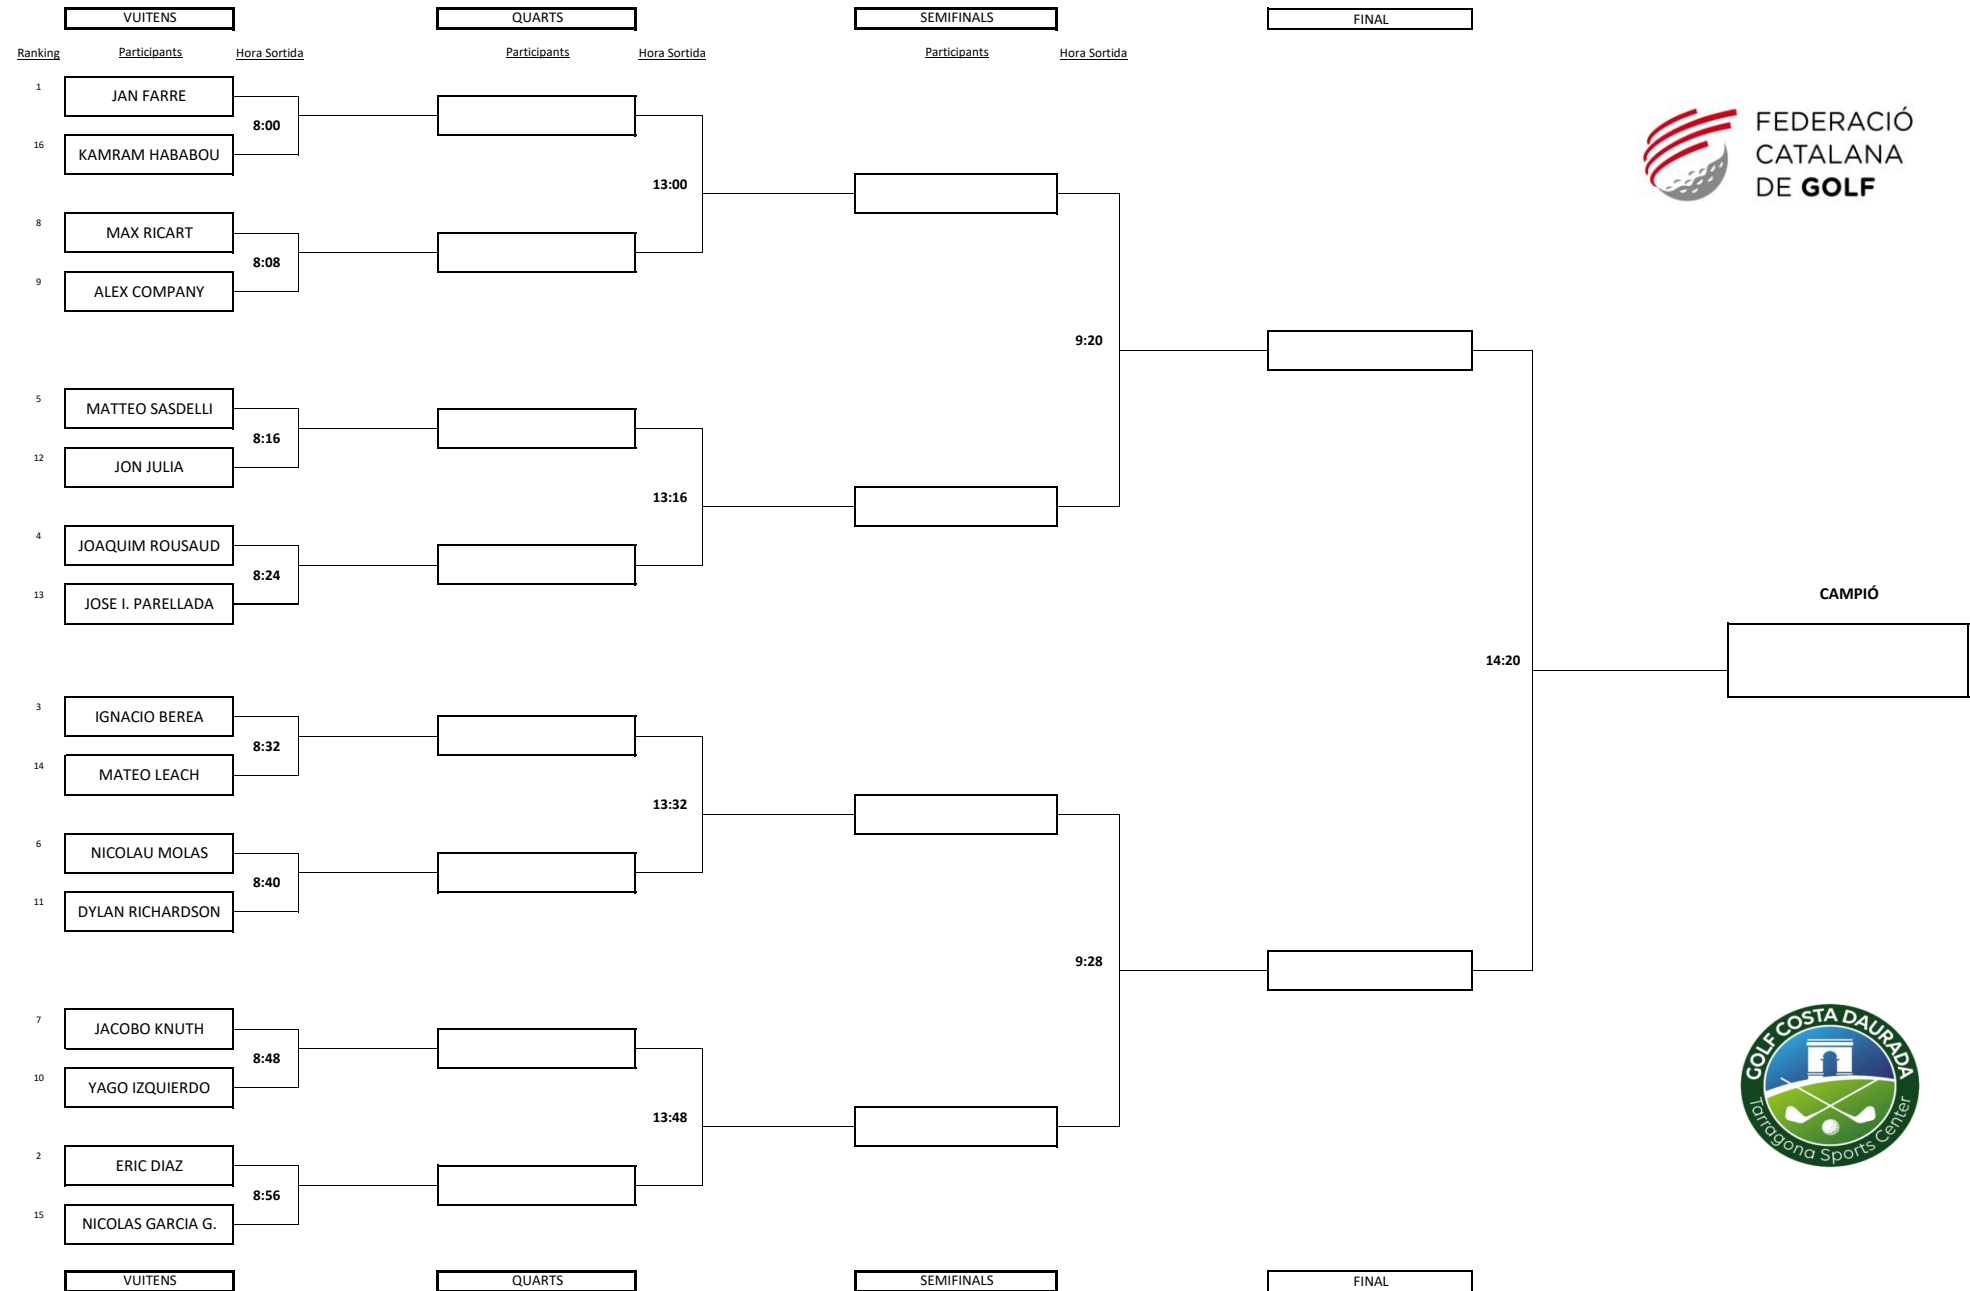 VUITENS QUARTS SEMIFINALS FINAL
Ranking Participants Hora Sortida Participants Hora Sortida Participants Hora Sortida
1 JAN FARRE
8:00
16 KAMRAM HABABOU
13:00
8 MAX RICART
8:08
9 ALEX COMPANY
9:20
5 MATTEO SASDELLI
8:16
12 JON JULIA
13:16
4 JOAQUIM ROUSAUD
8:24
13 JOSE I. PARELLADA
14:20
3 IGNACIO BEREA
8:32
14 MATEO LEACH
13:32
6 NICOLAU MOLAS
8:40
11 DYLAN RICHARDSON
9:28
7 JACOBO KNUTH
8:48
10 YAGO IZQUIERDO
13:48
2 ERIC DIAZ
8:56
15 NICOLAS GARCIA G.
FEDERACIÓ
CATALANA
DE GOLF
CAMPIÓ
GOLF COSTA DAURADA
Tarragona Sports Center
VUITENS QUARTS SEMIFINALS FINAL